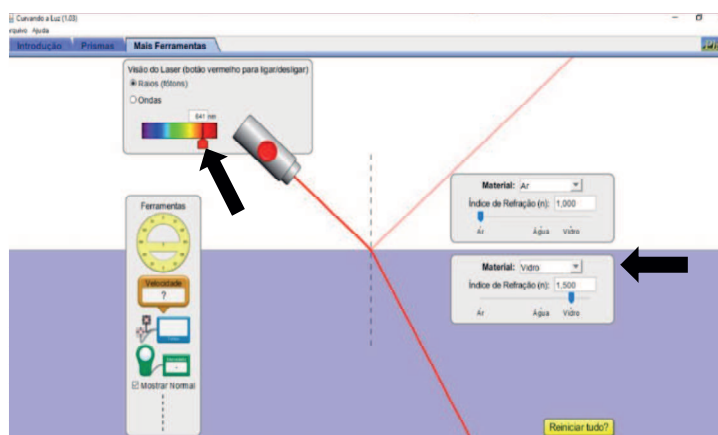 Curvando a Luz (1.03)
rquivo Ajuda
Introdução Prismas Mais Ferramentas
Visão do Laser (botão vermelho para ligar/desligar)
Raios (fótons)
Ondas
641 nm
Material: Ar
Índice de Refração (n): 1,000
Ar Água Vidro
Material: Vidro
Índice de Refração (n): 1,500
Ar Água Vidro
Ferramentas
Velocidade
?
Mostrar Normal
Reiniciar tudo?